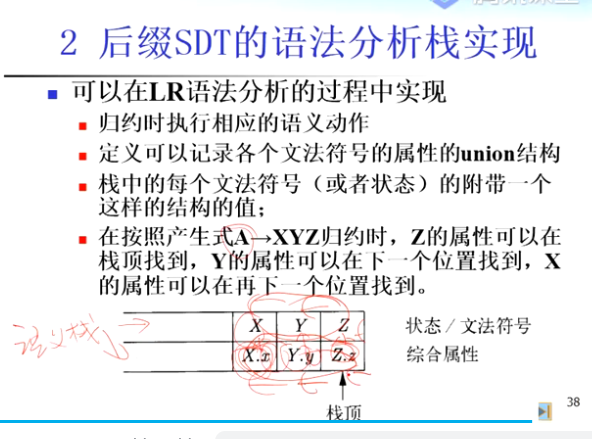 2 后缀SDT的语法分析栈实现
可以在LR语法分析的过程中实现
归约时执行相应的语义动作
定义可以记录各个文法符号的属性的union结构
栈中的每个文法符号（或者状态）的附带一个
这样的结构的值；
在按照产生式A→XYZ归约时，Z的属性可以在
栈顶找到，Y的属性可以在下一个位置找到，X
的属性可以在再下一个位置找到。
语义栈
X Y Z 状态/文法符号
X.x Y.y Z.z 综合属性
栈顶
38